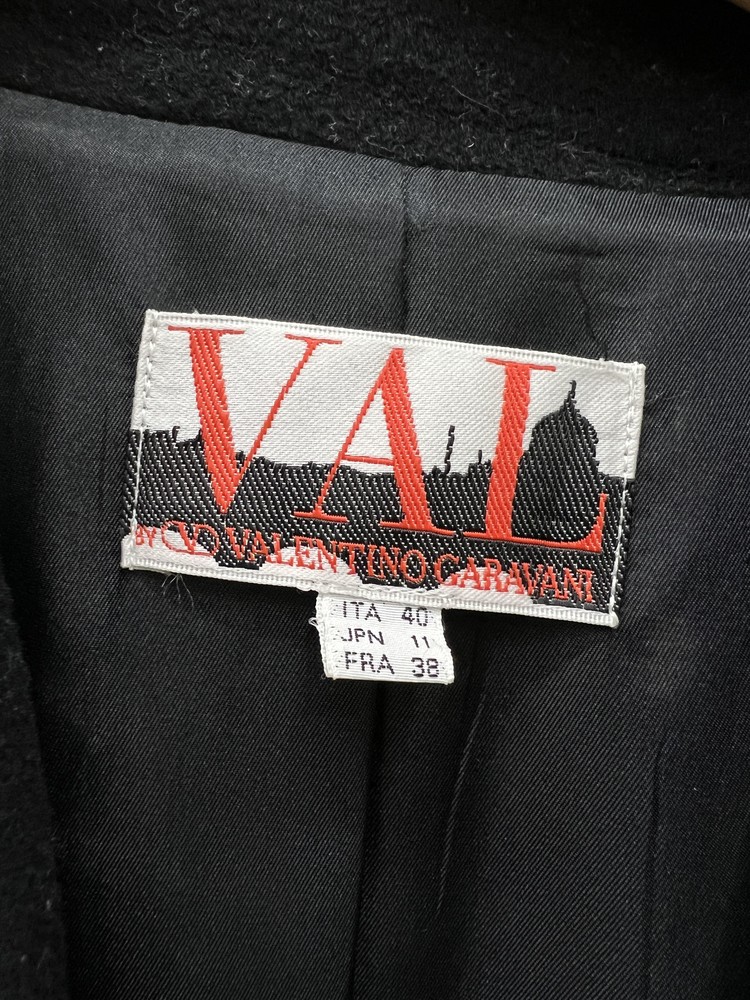 VAL
BY V VALENTINO GARAVANI
ITA 40
JPN 11
FRA 38